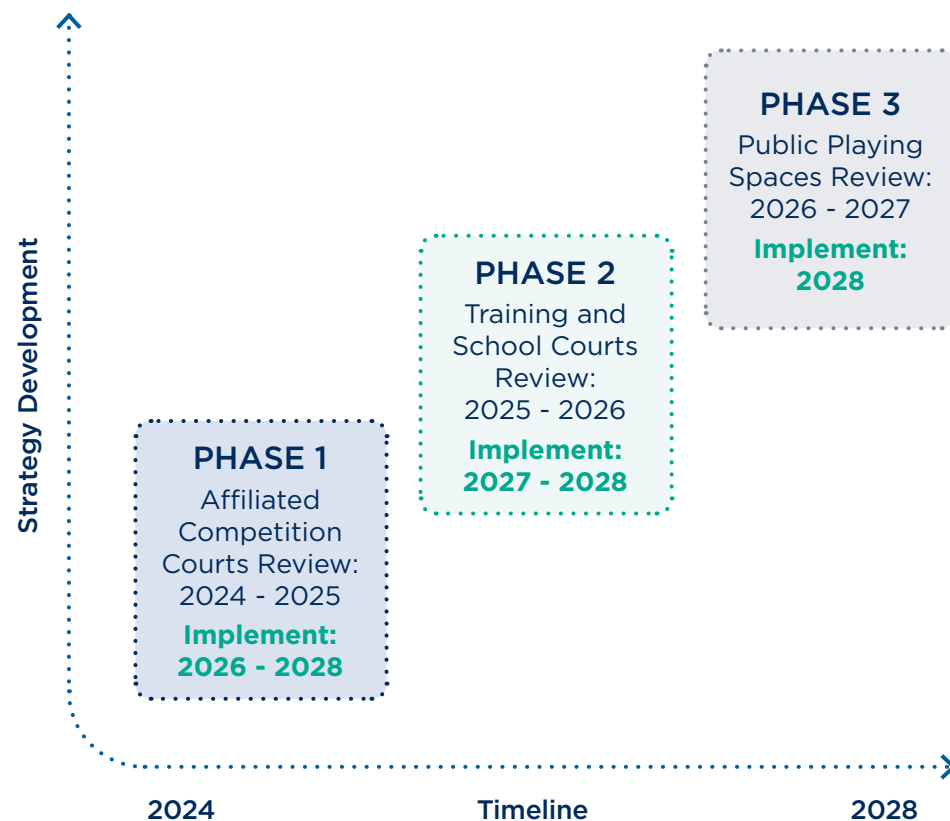 Strategy Development
PHASE 1
Affiliated
Competition
Courts Review:
2024 - 2025
Implement:
2026 - 2028
PHASE 2
Training and
School Courts
Review:
2025 - 2026
Implement:
2027 - 2028
PHASE 3
Public Playing
Spaces Review:
2026 - 2027
Implement:
2028
2024
Timeline
2028